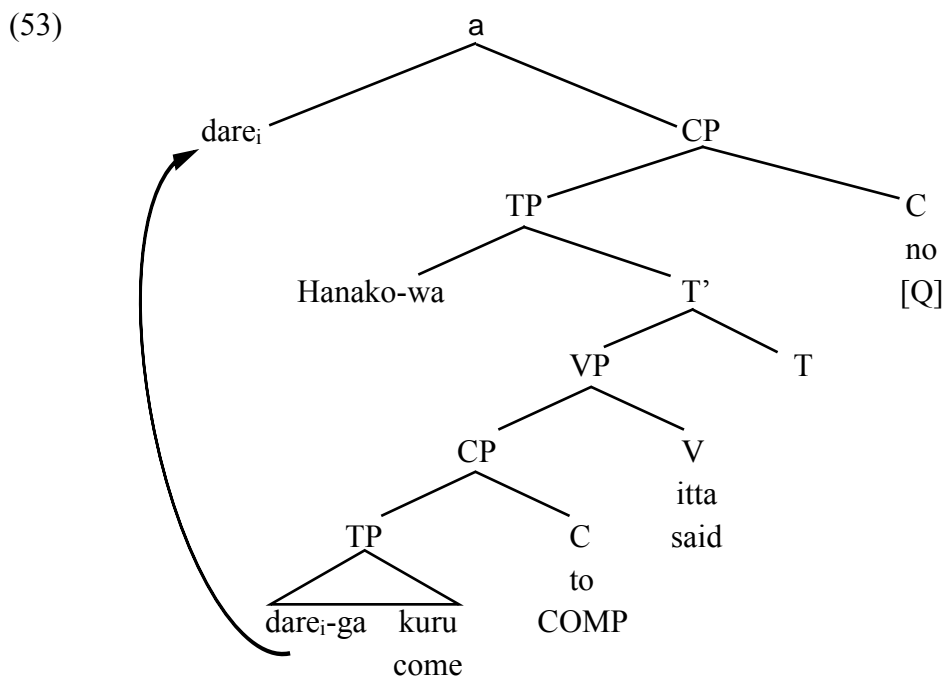 (53)
a
dareᵢ CP
TP C
no
Hanako-wa T’ [Q]
VP T
CP V
itta
TP C said
to
dareᵢ-ga kuru COMP
come